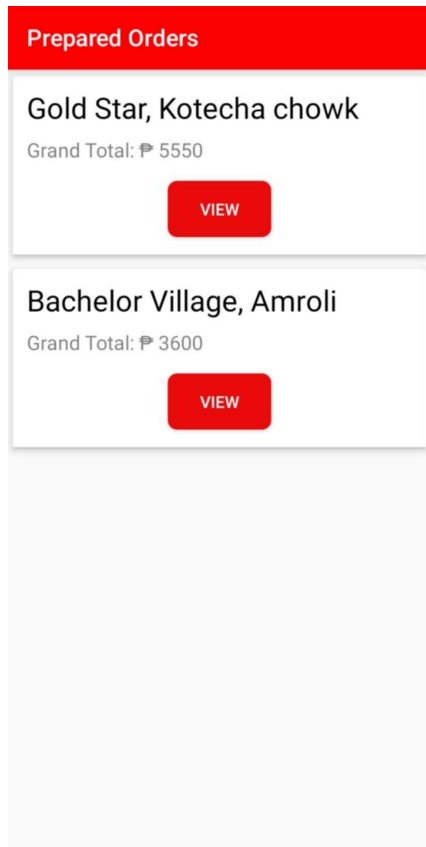 Prepared Orders
Gold Star, Kotecha chowk
Grand Total: ₱ 5550
VIEW
Bachelor Village, Amroli
Grand Total: ₱ 3600
VIEW